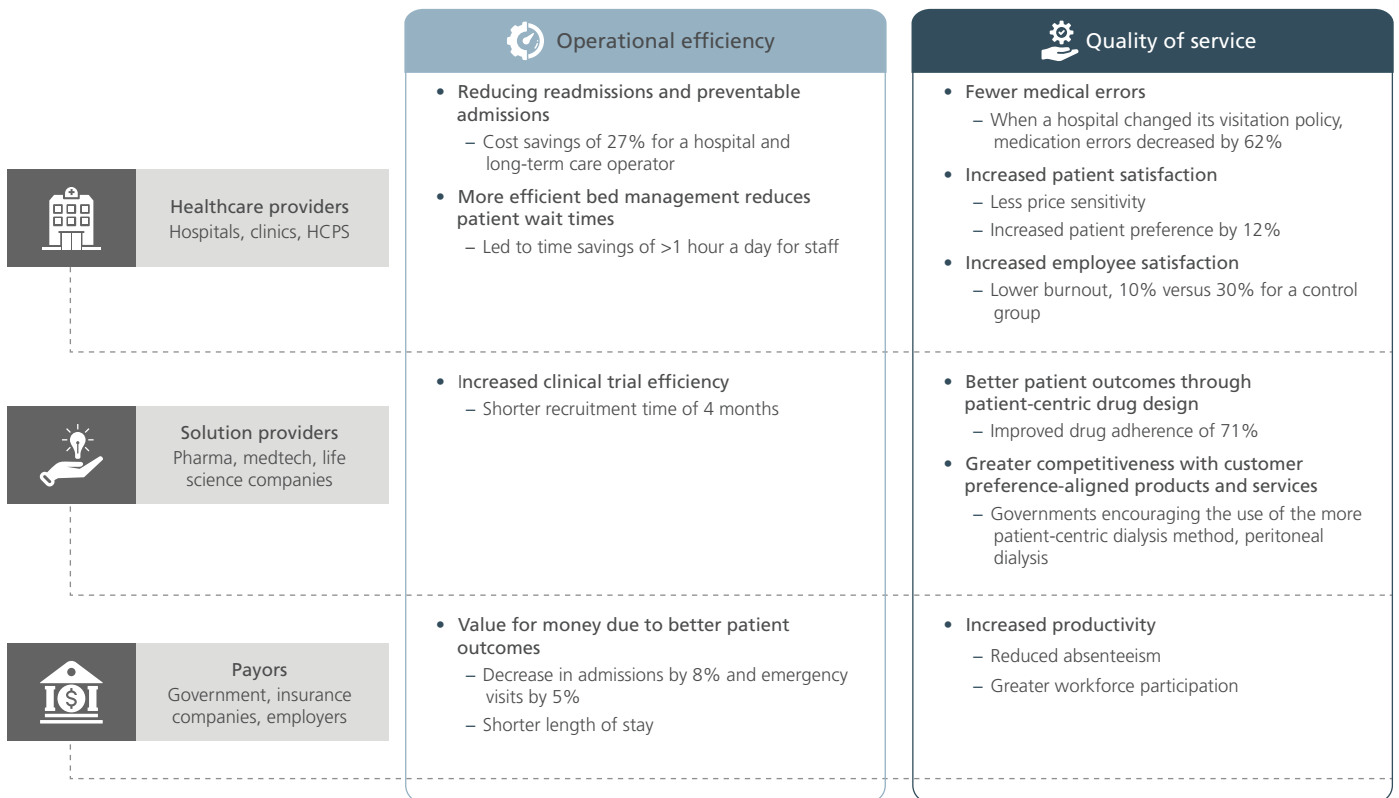 Operational efficiency
Quality of service
Healthcare providers
Hospitals, clinics, HCPS
• Reducing readmissions and preventable
admissions
– Cost savings of 27% for a hospital and
long-term care operator
• More efficient bed management reduces
patient wait times
– Led to time savings of >1 hour a day for staff
• Fewer medical errors
– When a hospital changed its visitation policy,
medication errors decreased by 62%
• Increased patient satisfaction
– Less price sensitivity
– Increased patient preference by 12%
• Increased employee satisfaction
– Lower burnout, 10% versus 30% for a control
group
Solution providers
Pharma, medtech, life
science companies
• Increased clinical trial efficiency
– Shorter recruitment time of 4 months
• Better patient outcomes through
patient-centric drug design
– Improved drug adherence of 71%
• Greater competitiveness with customer
preference-aligned products and services
– Governments encouraging the use of the more
patient-centric dialysis method, peritoneal
dialysis
Payors
Government, insurance
companies, employers
• Value for money due to better patient
outcomes
– Decrease in admissions by 8% and emergency
visits by 5%
– Shorter length of stay
• Increased productivity
– Reduced absenteeism
– Greater workforce participation